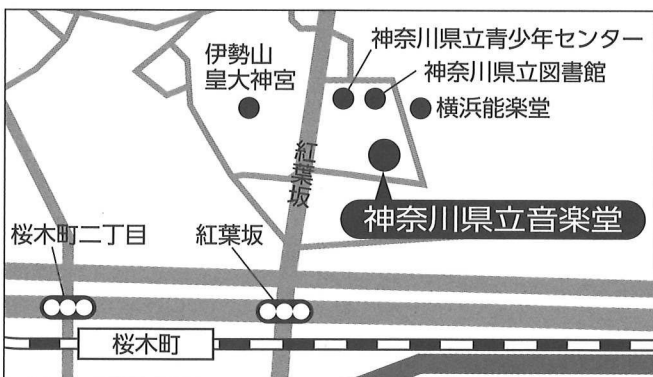 神奈川県立青少年センター
伊勢山
皇大神宮
神奈川県立図書館
横浜能楽堂
紅葉坂
神奈川県立音楽堂
桜木町二丁目
紅葉坂
桜木町